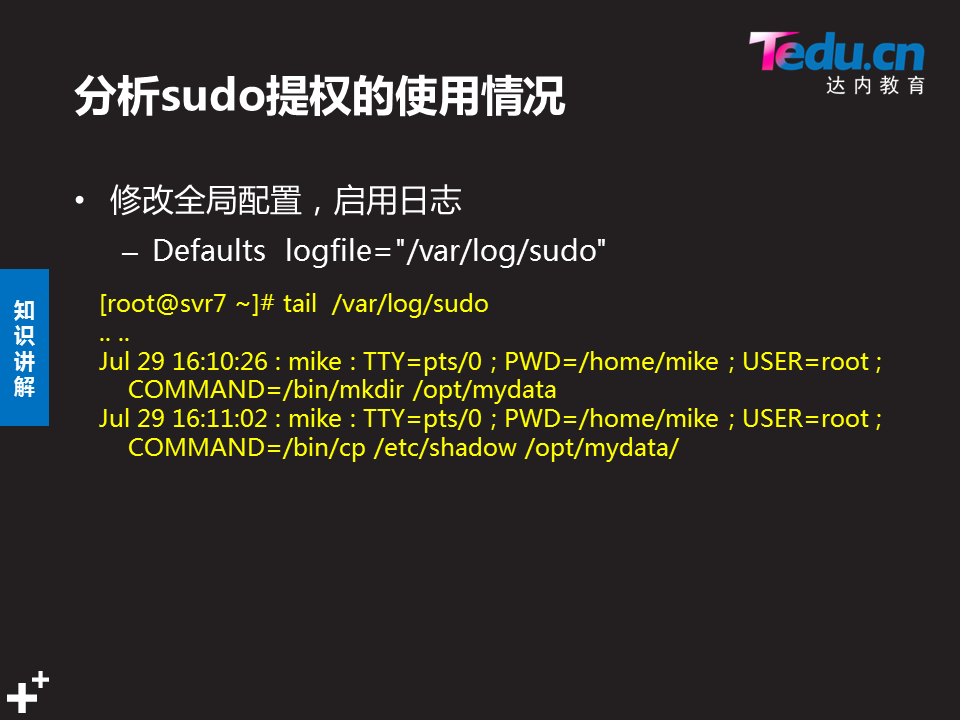 Tedu.cn
达内教育
分析sudo提权的使用情况
• 修改全局配置，启用日志
– Defaults  logfile="/var/log/sudo"
知识讲解
[root@svr7 ~]# tail  /var/log/sudo
.. ..
Jul 29 16:10:26 : mike : TTY=pts/0 ; PWD=/home/mike ; USER=root ;
COMMAND=/bin/mkdir /opt/mydata
Jul 29 16:11:02 : mike : TTY=pts/0 ; PWD=/home/mike ; USER=root ;
COMMAND=/bin/cp /etc/shadow /opt/mydata/